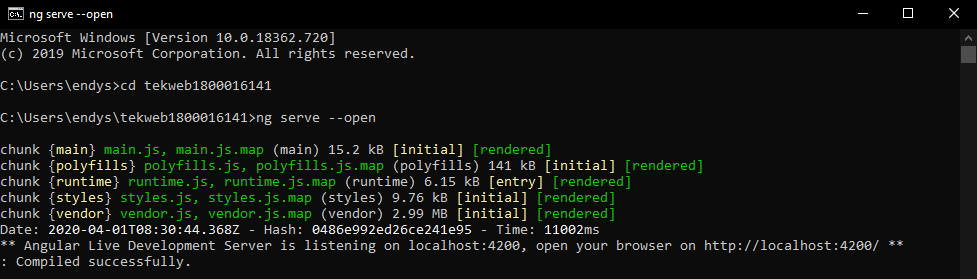 ng serve --open
Microsoft Windows [Version 10.0.18362.720]
(c) 2019 Microsoft Corporation. All rights reserved.
C:\Users\endys>cd tekweb1800016141
C:\Users\endys\tekweb1800016141>ng serve --open
chunk {main} main.js, main.js.map (main) 15.2 kB [initial] [rendered]
chunk {polyfills} polyfills.js, polyfills.js.map (polyfills) 141 kB [initial] [rendered]
chunk {runtime} runtime.js, runtime.js.map (runtime) 6.15 kB [entry] [rendered]
chunk {styles} styles.js, styles.js.map (styles) 9.76 kB [initial] [rendered]
chunk {vendor} vendor.js, vendor.js.map (vendor) 2.99 MB [initial] [rendered]
Date: 2020-04-01T08:30:44.368Z - Hash: 0486e992ed26ce241e95 - Time: 11002ms
** Angular Live Development Server is listening on localhost:4200, open your browser on http://localhost:4200/ **
: Compiled successfully.